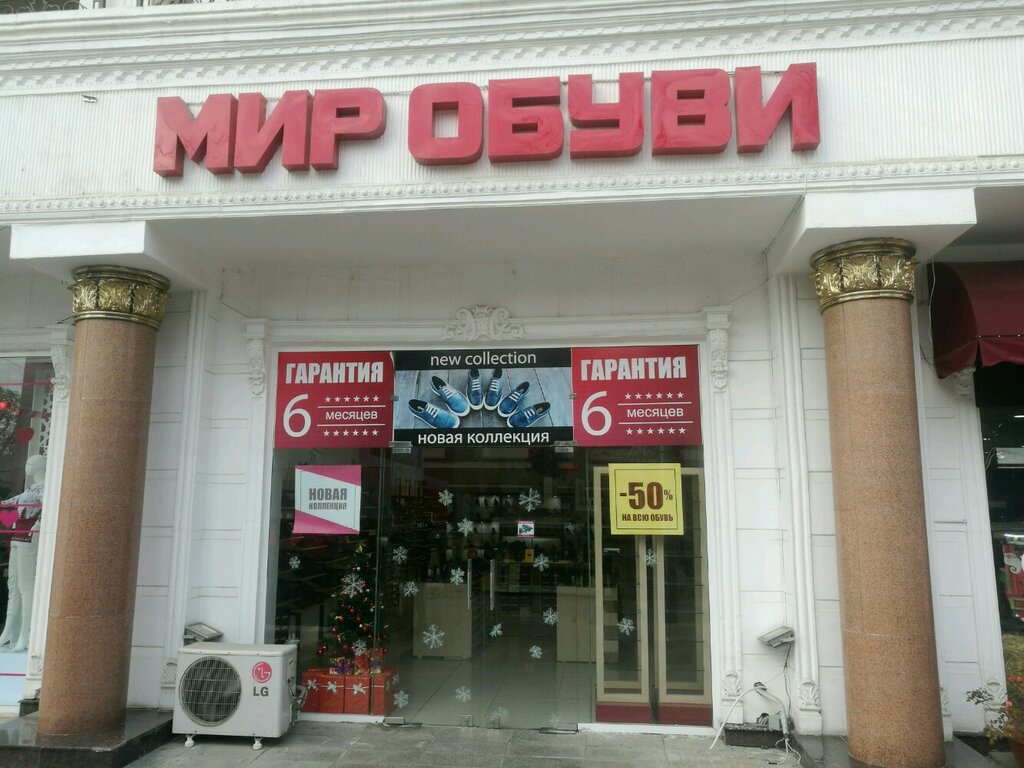 МИР ОБУВИ
ГАРАНТИЯ
6
месяцев
new collection
новая коллекция
ГАРАНТИЯ
6
месяцев
НОВАЯ
КОЛЛЕКЦИЯ
-50%
НА ВСЮ ОБУВЬ
LG